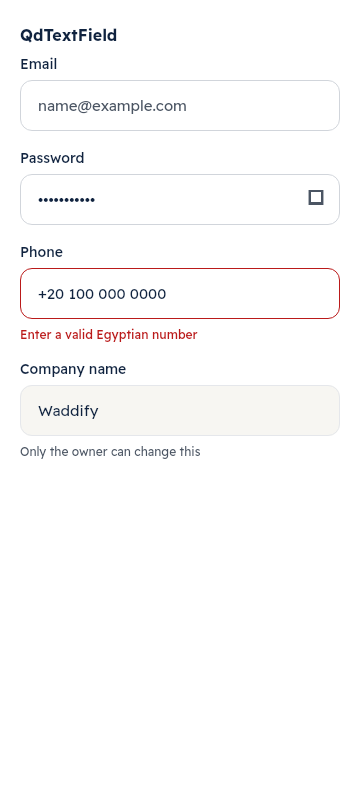 QdTextField
Email
name@example.com
Password
•••••••••••
Phone
+20 100 000 0000
Enter a valid Egyptian number
Company name
Waddify
Only the owner can change this